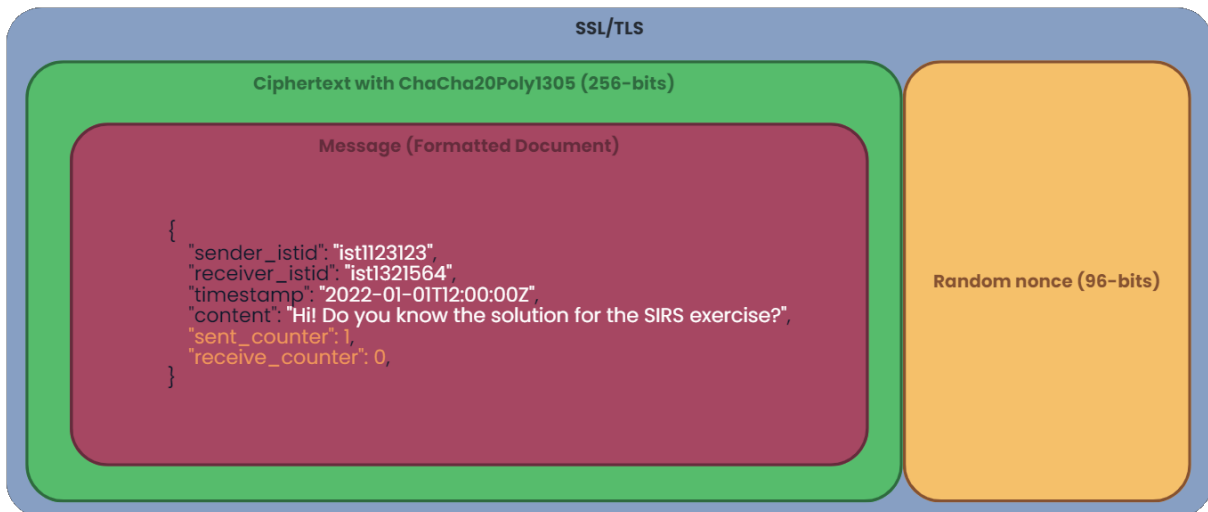 SSL/TLS
Ciphertext with ChaCha20Poly1305 (256-bits)
Message (Formatted Document)
{
"sender_istid": "ist1123123",
"receiver_istid": "ist1321564",
"timestamp": "2022-01-01T12:00:00Z",
"content": "Hi! Do you know the solution for the SIRS exercise?",
"sent_counter": 1,
"receive_counter": 0,
}
Random nonce (96-bits)